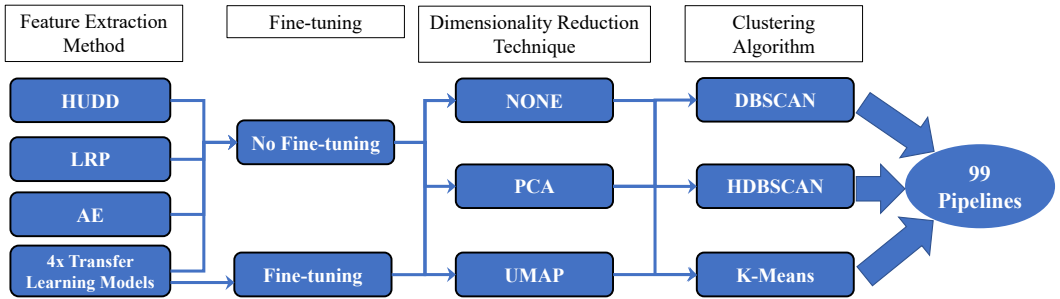 Feature Extraction
Method
Fine-tuning
Dimensionality Reduction
Technique
Clustering
Algorithm
HUDD
LRP
AE
4x Transfer
Learning Models
No Fine-tuning
Fine-tuning
NONE
PCA
UMAP
DBSCAN
HDBSCAN
K-Means
99
Pipelines